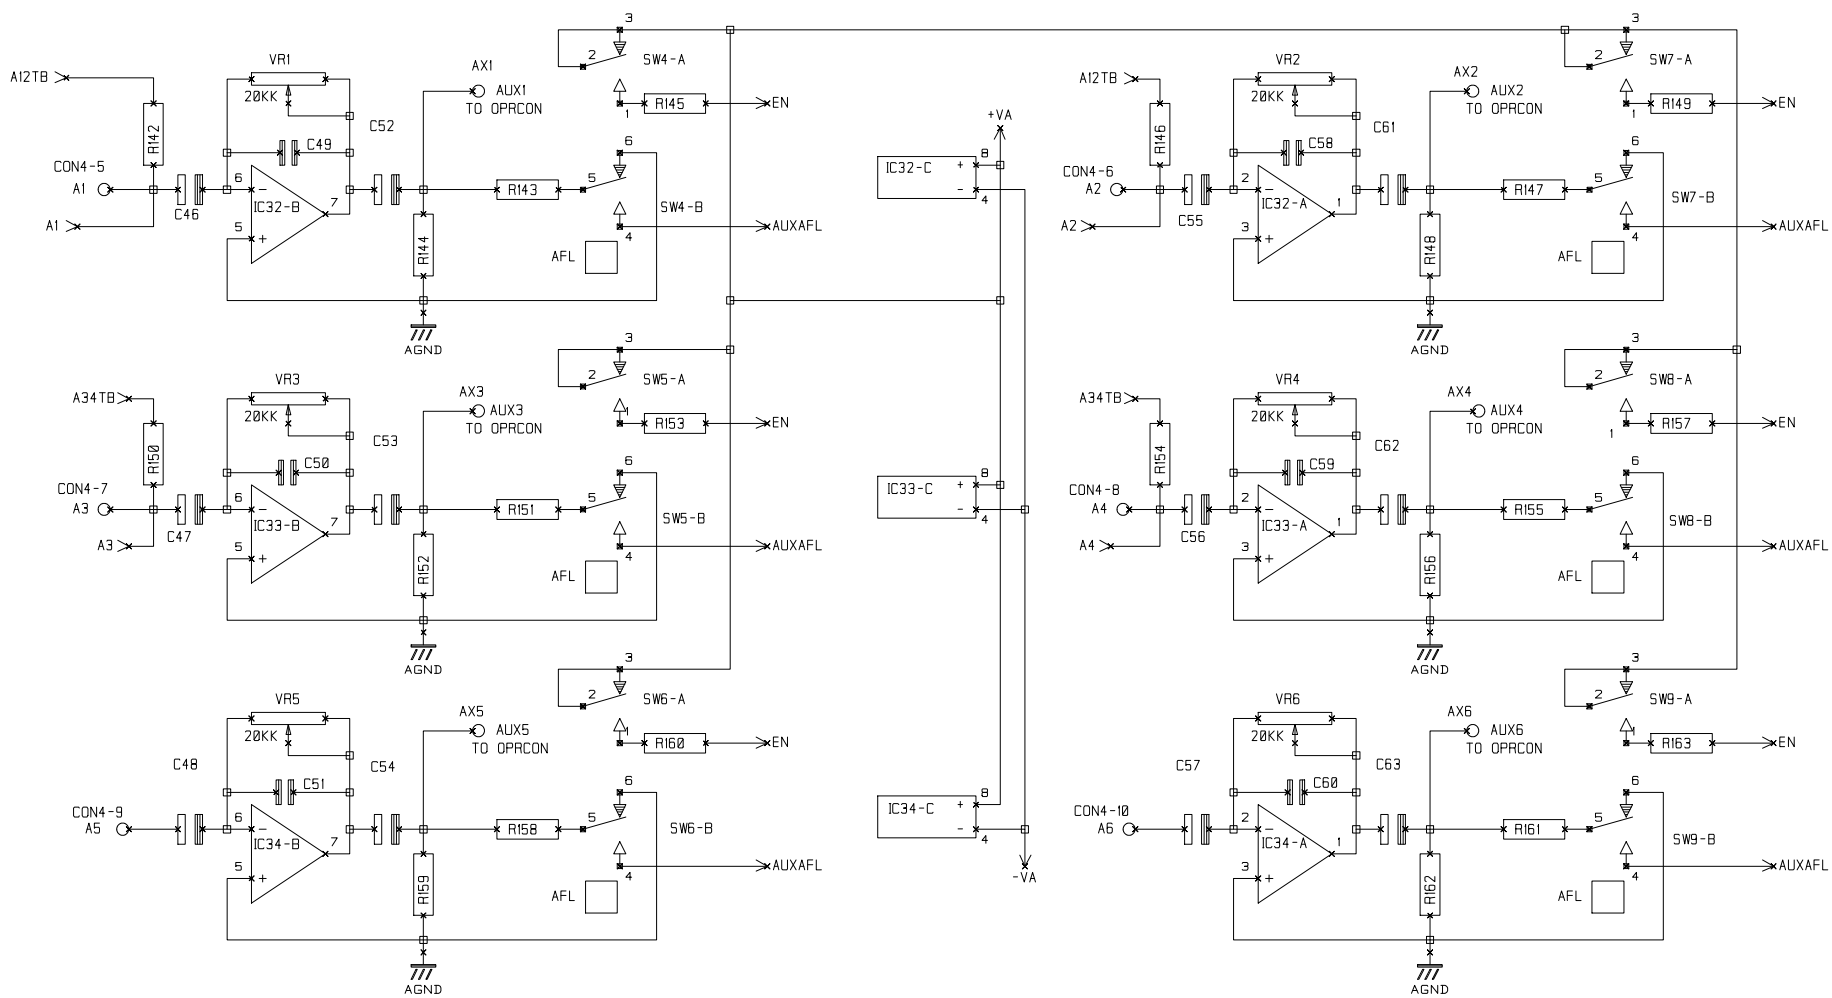 A12TB
R142
CON4-5
A1
A1
C46
VR1
20KK
C49
6
5
7
IC32-B
C52
AX1
AUX1
TO OPRCON
R143
R144
AGND
3
2
SW4-A
1
R145
EN
6
5
SW4-B
4
AFL
AUXAFL
+VA
IC32-C
+
-
8
4
A12TB
R146
CON4-6
A2
A2
C55
VR2
20KK
C58
2
3
1
IC32-A
C61
AX2
AUX2
TO OPRCON
R147
R148
AGND
3
2
SW7-A
1
R149
EN
6
5
SW7-B
4
AFL
AUXAFL
A34TB
R150
CON4-7
A3
A3
C47
VR3
20KK
C50
6
5
7
IC33-B
C53
AX3
AUX3
TO OPRCON
R151
R152
AGND
3
2
SW5-A
1
R153
EN
6
5
SW5-B
4
AFL
AUXAFL
IC33-C
+
-
8
4
A34TB
R154
CON4-8
A4
A4
C56
VR4
20KK
C59
2
3
1
IC33-A
C62
AX4
AUX4
TO OPRCON
R155
R156
AGND
3
2
SW8-A
1
R157
EN
6
5
SW8-B
4
AFL
AUXAFL
CON4-9
A5
C48
VR5
20KK
C51
6
5
7
IC34-B
C54
AX5
AUX5
TO OPRCON
R158
R159
AGND
3
2
SW6-A
1
R160
EN
6
5
SW6-B
4
AFL
AUXAFL
IC34-C
+
-
8
4
-VA
CON4-10
A6
C57
VR6
20KK
C60
2
3
1
IC34-A
C63
AX6
AUX6
TO OPRCON
R161
R162
AGND
3
2
SW9-A
1
R163
EN
6
5
SW9-B
4
AFL
AUXAFL